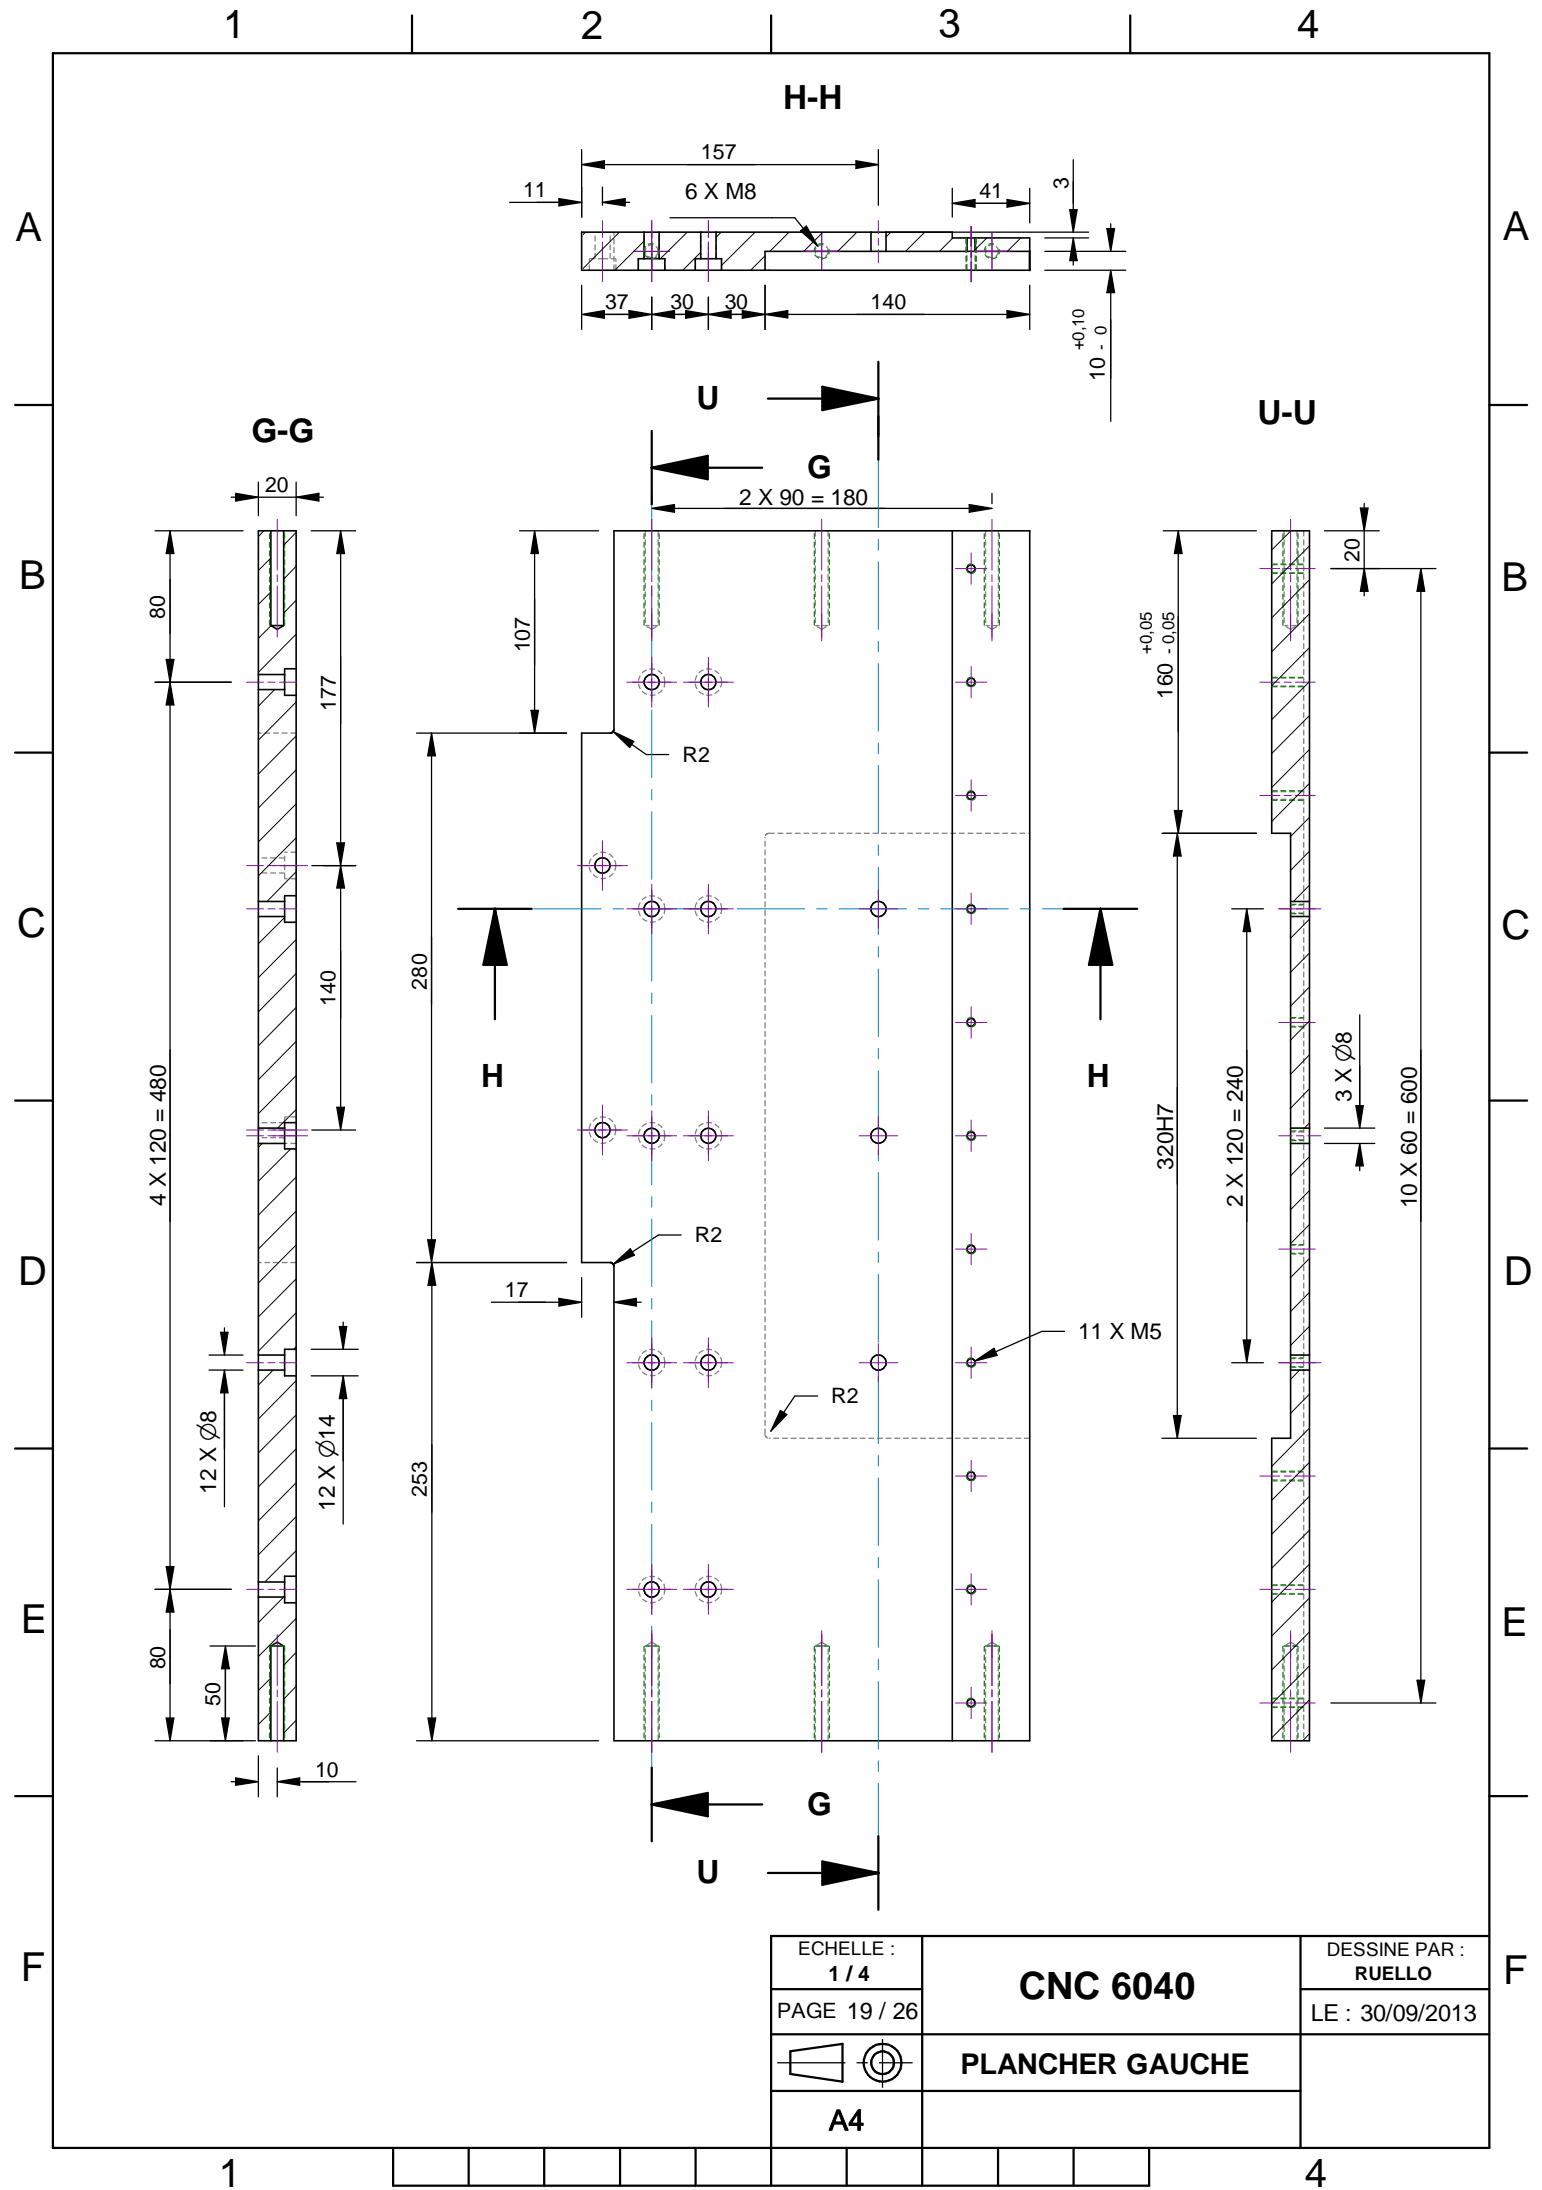 1 2 3 4
H-H
157
11 6 X M8 41 3
A A
37 30 30 140
+0,10
10 - 0
U
G-G U-U
G
20
2 X 90 = 180
B B
80 177 107 20
+0,05
160 - 0,05
R2
C C
280 140
H H
4 X 120 = 480
320H7
2 X 120 = 240
3 X Ø8
10 X 60 = 600
R2
D D
17
11 X M5
R2
12 X Ø8
12 X Ø14
253
E E
80 50
10
G
U
F F
ECHELLE :
1 / 4
CNC 6040
DESSINE PAR :
RUELLO
PAGE 19 / 26
LE : 30/09/2013
PLANCHER GAUCHE
A4
1 4